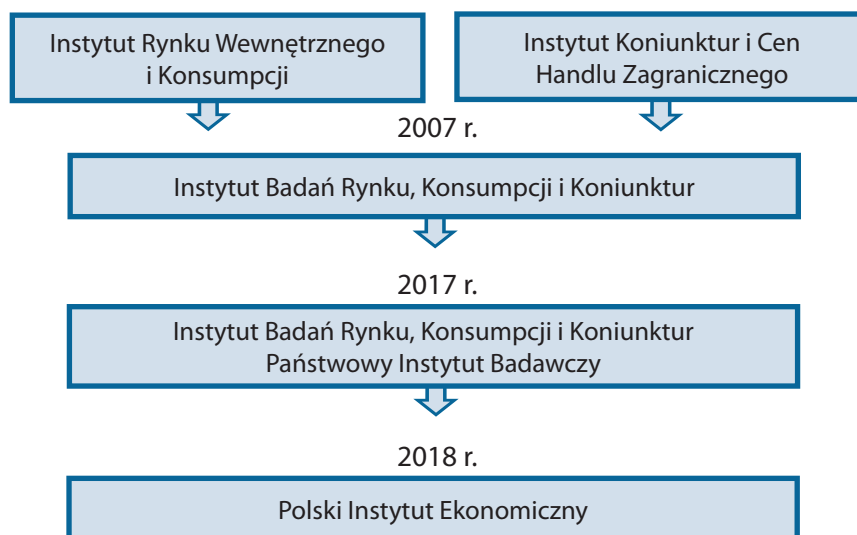 Instytut Rynku Wewnętrznego
i Konsumpcji
Instytut Koniunktur i Cen
Handlu Zagranicznego
2007 r.
Instytut Badań Rynku, Konsumpcji i Koniunktur
2017 r.
Instytut Badań Rynku, Konsumpcji i Koniunktur
Państwowy Instytut Badawczy
2018 r.
Polski Instytut Ekonomiczny